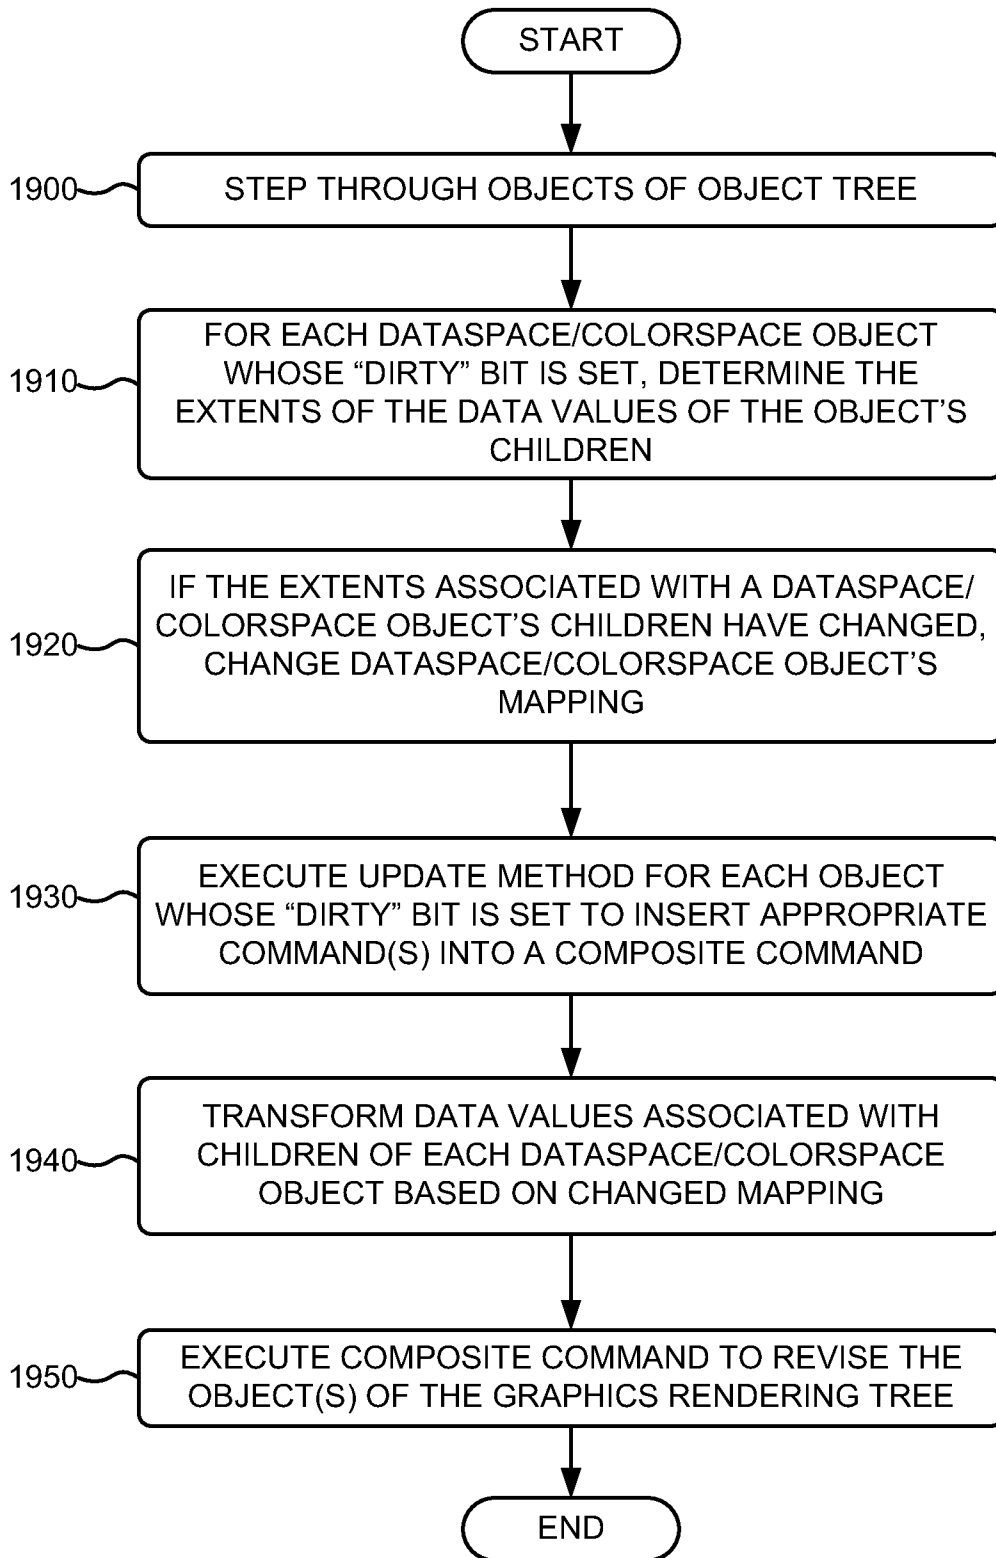 START
1900
STEP THROUGH OBJECTS OF OBJECT TREE
1910
FOR EACH DATASPACE/COLORSPACE OBJECT
WHOSE “DIRTY” BIT IS SET, DETERMINE THE
EXTENTS OF THE DATA VALUES OF THE OBJECT’S
CHILDREN
1920
IF THE EXTENTS ASSOCIATED WITH A DATASPACE/
COLORSPACE OBJECT’S CHILDREN HAVE CHANGED,
CHANGE DATASPACE/COLORSPACE OBJECT’S
MAPPING
1930
EXECUTE UPDATE METHOD FOR EACH OBJECT
WHOSE “DIRTY” BIT IS SET TO INSERT APPROPRIATE
COMMAND(S) INTO A COMPOSITE COMMAND
1940
TRANSFORM DATA VALUES ASSOCIATED WITH
CHILDREN OF EACH DATASPACE/COLORSPACE
OBJECT BASED ON CHANGED MAPPING
1950
EXECUTE COMPOSITE COMMAND TO REVISE THE
OBJECT(S) OF THE GRAPHICS RENDERING TREE
END